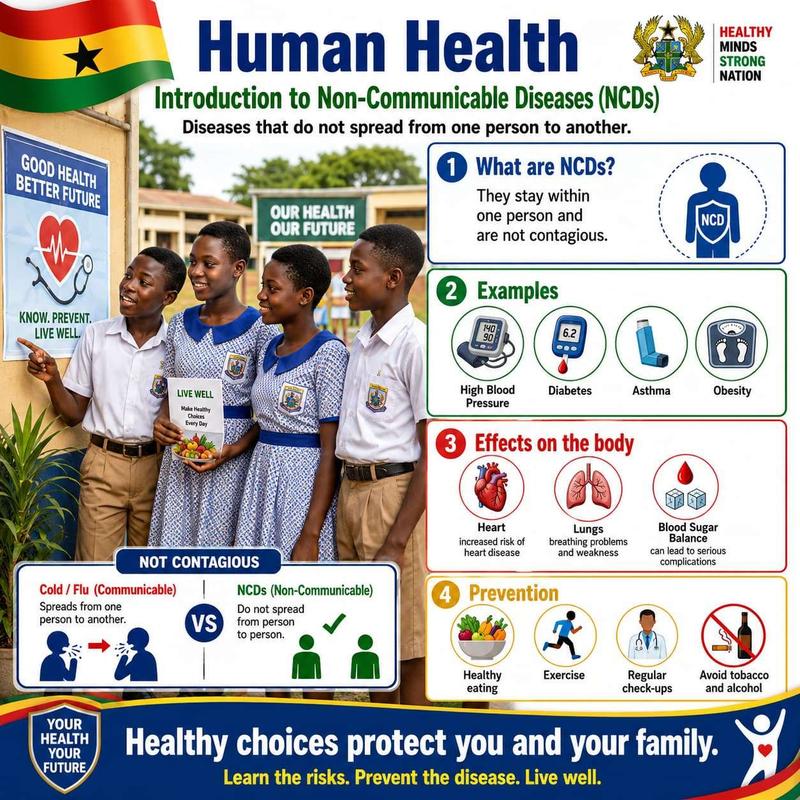 Human Health
HEALTHY
MINDS
STRONG
NATION
Introduction to Non-Communicable Diseases (NCDs)
Diseases that do not spread from one person to another.
GOOD HEALTH
BETTER FUTURE
KNOW. PREVENT.
LIVE WELL.
OUR HEALTH
OUR FUTURE
LIVE WELL
Make Healthy
Choices
Every Day
1 What are NCDs?
They stay within
one person and
are not contagious.
NCD
2 Examples
140
90
6.2
High Blood
Pressure
Diabetes
Asthma
Obesity
3 Effects on the body
Heart
increased risk of
heart disease
Lungs
breathing problems
and weakness
Blood Sugar
Balance
can lead to serious
complications
4 Prevention
Healthy
eating
Exercise
Regular
check-ups
Avoid tobacco
and alcohol
NOT CONTAGIOUS
Cold / Flu (Communicable)
Spreads from one
person to another.
VS
NCDs (Non-Communicable)
Do not spread
from person
to person.
YOUR
HEALTH
YOUR
FUTURE
Healthy choices protect you and your family.
Learn the risks. Prevent the disease. Live well.